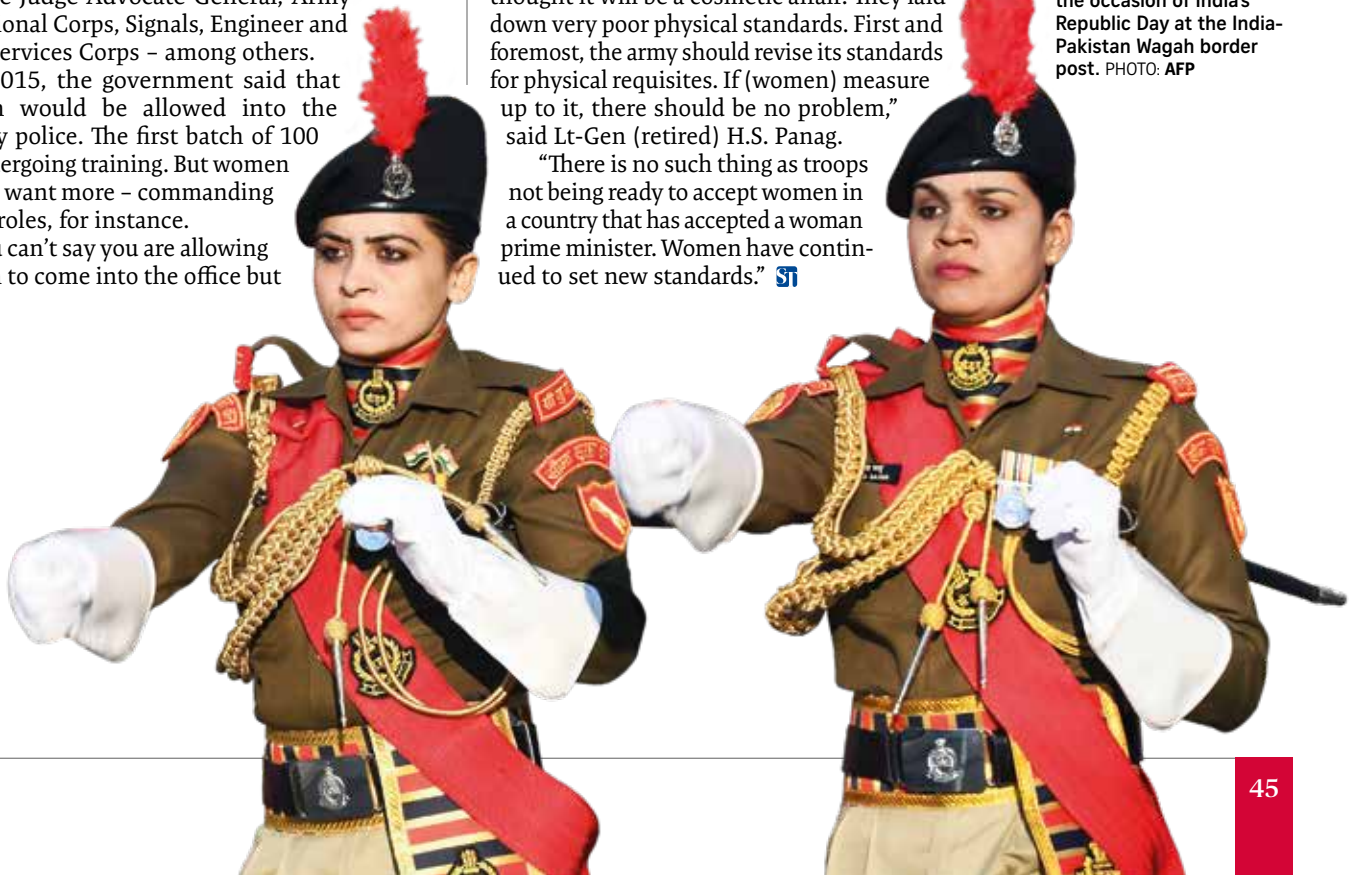 e Judge Advocate General, Army
ional Corps, Signals, Engineer and
ervices Corps – among others.
015, the government said that
n would be allowed into the
y police. The first batch of 100
dergoing training. But women
want more – commanding
roles, for instance.
u can’t say you are allowing
n to come into the office but
thought it will be a cosmetic affair. They laid
down very poor physical standards. First and
foremost, the army should revise its standards
for physical requisites. If (women) measure
up to it, there should be no problem,”
said Lt-Gen (retired) H.S. Panag.
“There is no such thing as troops
not being ready to accept women in
a country that has accepted a woman
prime minister. Women have contin-
ued to set new standards.” ST
the occasion of India’s
Republic Day at the India-
Pakistan Wagah border
post. PHOTO: AFP
45